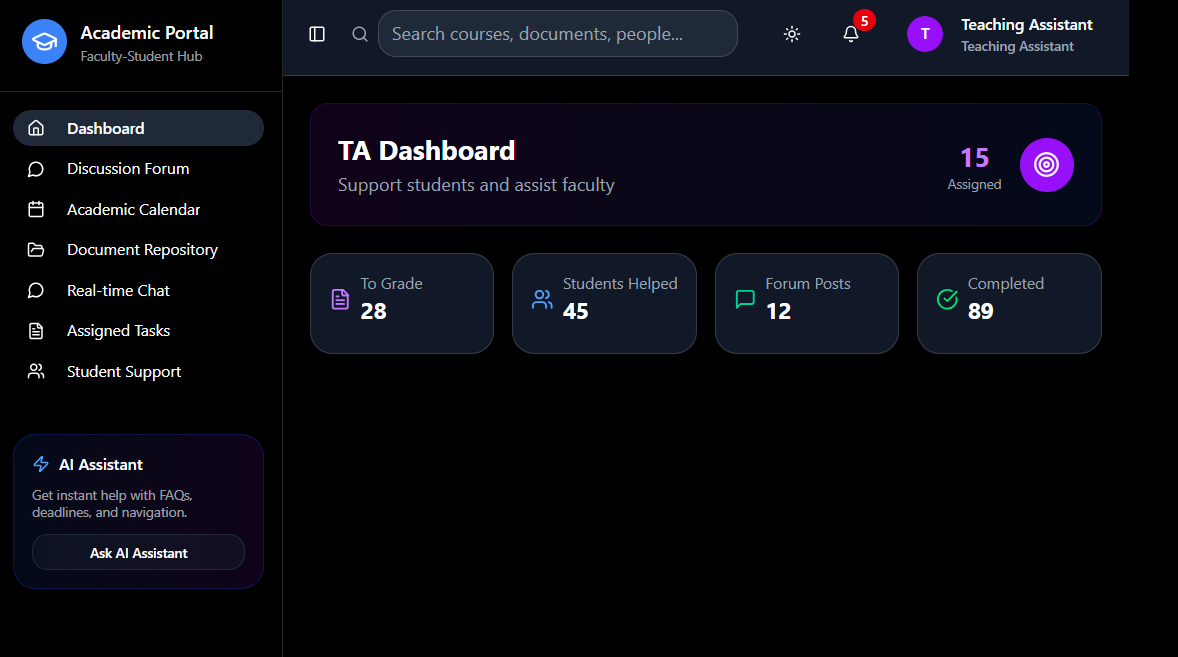 Academic Portal
Faculty-Student Hub
Dashboard
Discussion Forum
Academic Calendar
Document Repository
Real-time Chat
Assigned Tasks
Student Support
AI Assistant
Get instant help with FAQs,
deadlines, and navigation.
Ask AI Assistant
Search courses, documents, people...
5
T
Teaching Assistant
Teaching Assistant
TA Dashboard
Support students and assist faculty
15
Assigned
To Grade
28
Students Helped
45
Forum Posts
12
Completed
89